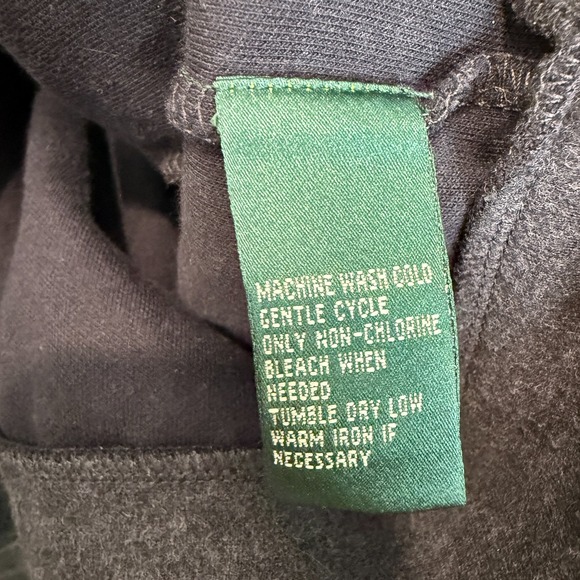 MACHINE WASH COLD
GENTLE CYCLE
ONLY NON-CHLORINE
BLEACH WHEN
NEEDED
TUMBLE DRY LOW
WARM IRON IF
NECESSARY